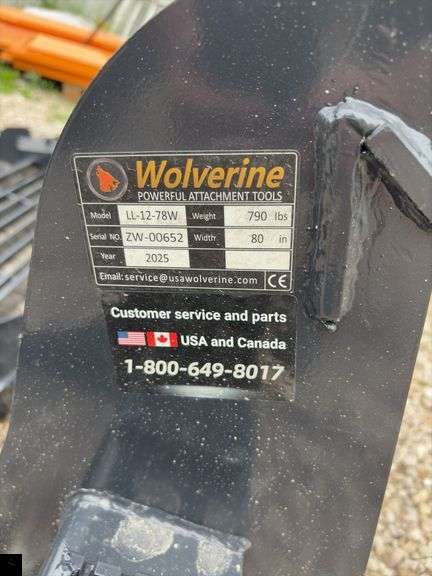 Wolverine
POWERFUL ATTACHMENT TOOLS
Model LL-12-78W Weight 790 lbs
Serial NO. ZW-00652 Width 80 in
Year 2025
Email:service@usawolverine.com CE
Customer service and parts
USA and Canada
1-800-649-8017